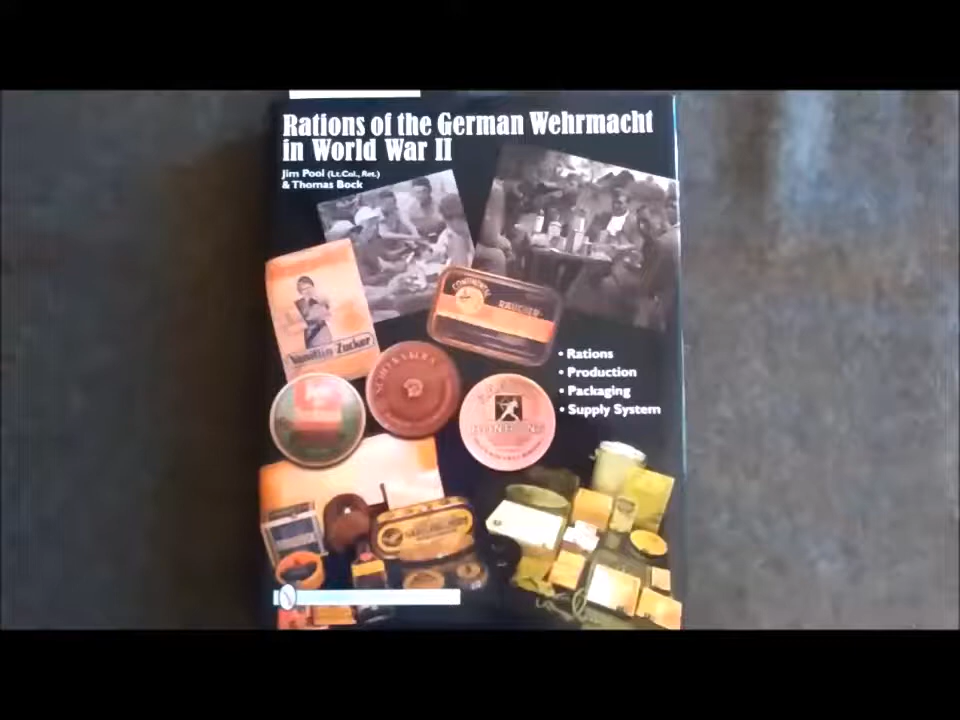 Rations of the German Wehrmacht
in World War II
Jim Pool (Lt.Col., Ret.)
& Thomas Bock
Vanillin Zucker
• Rations
• Production
• Packaging
• Supply System